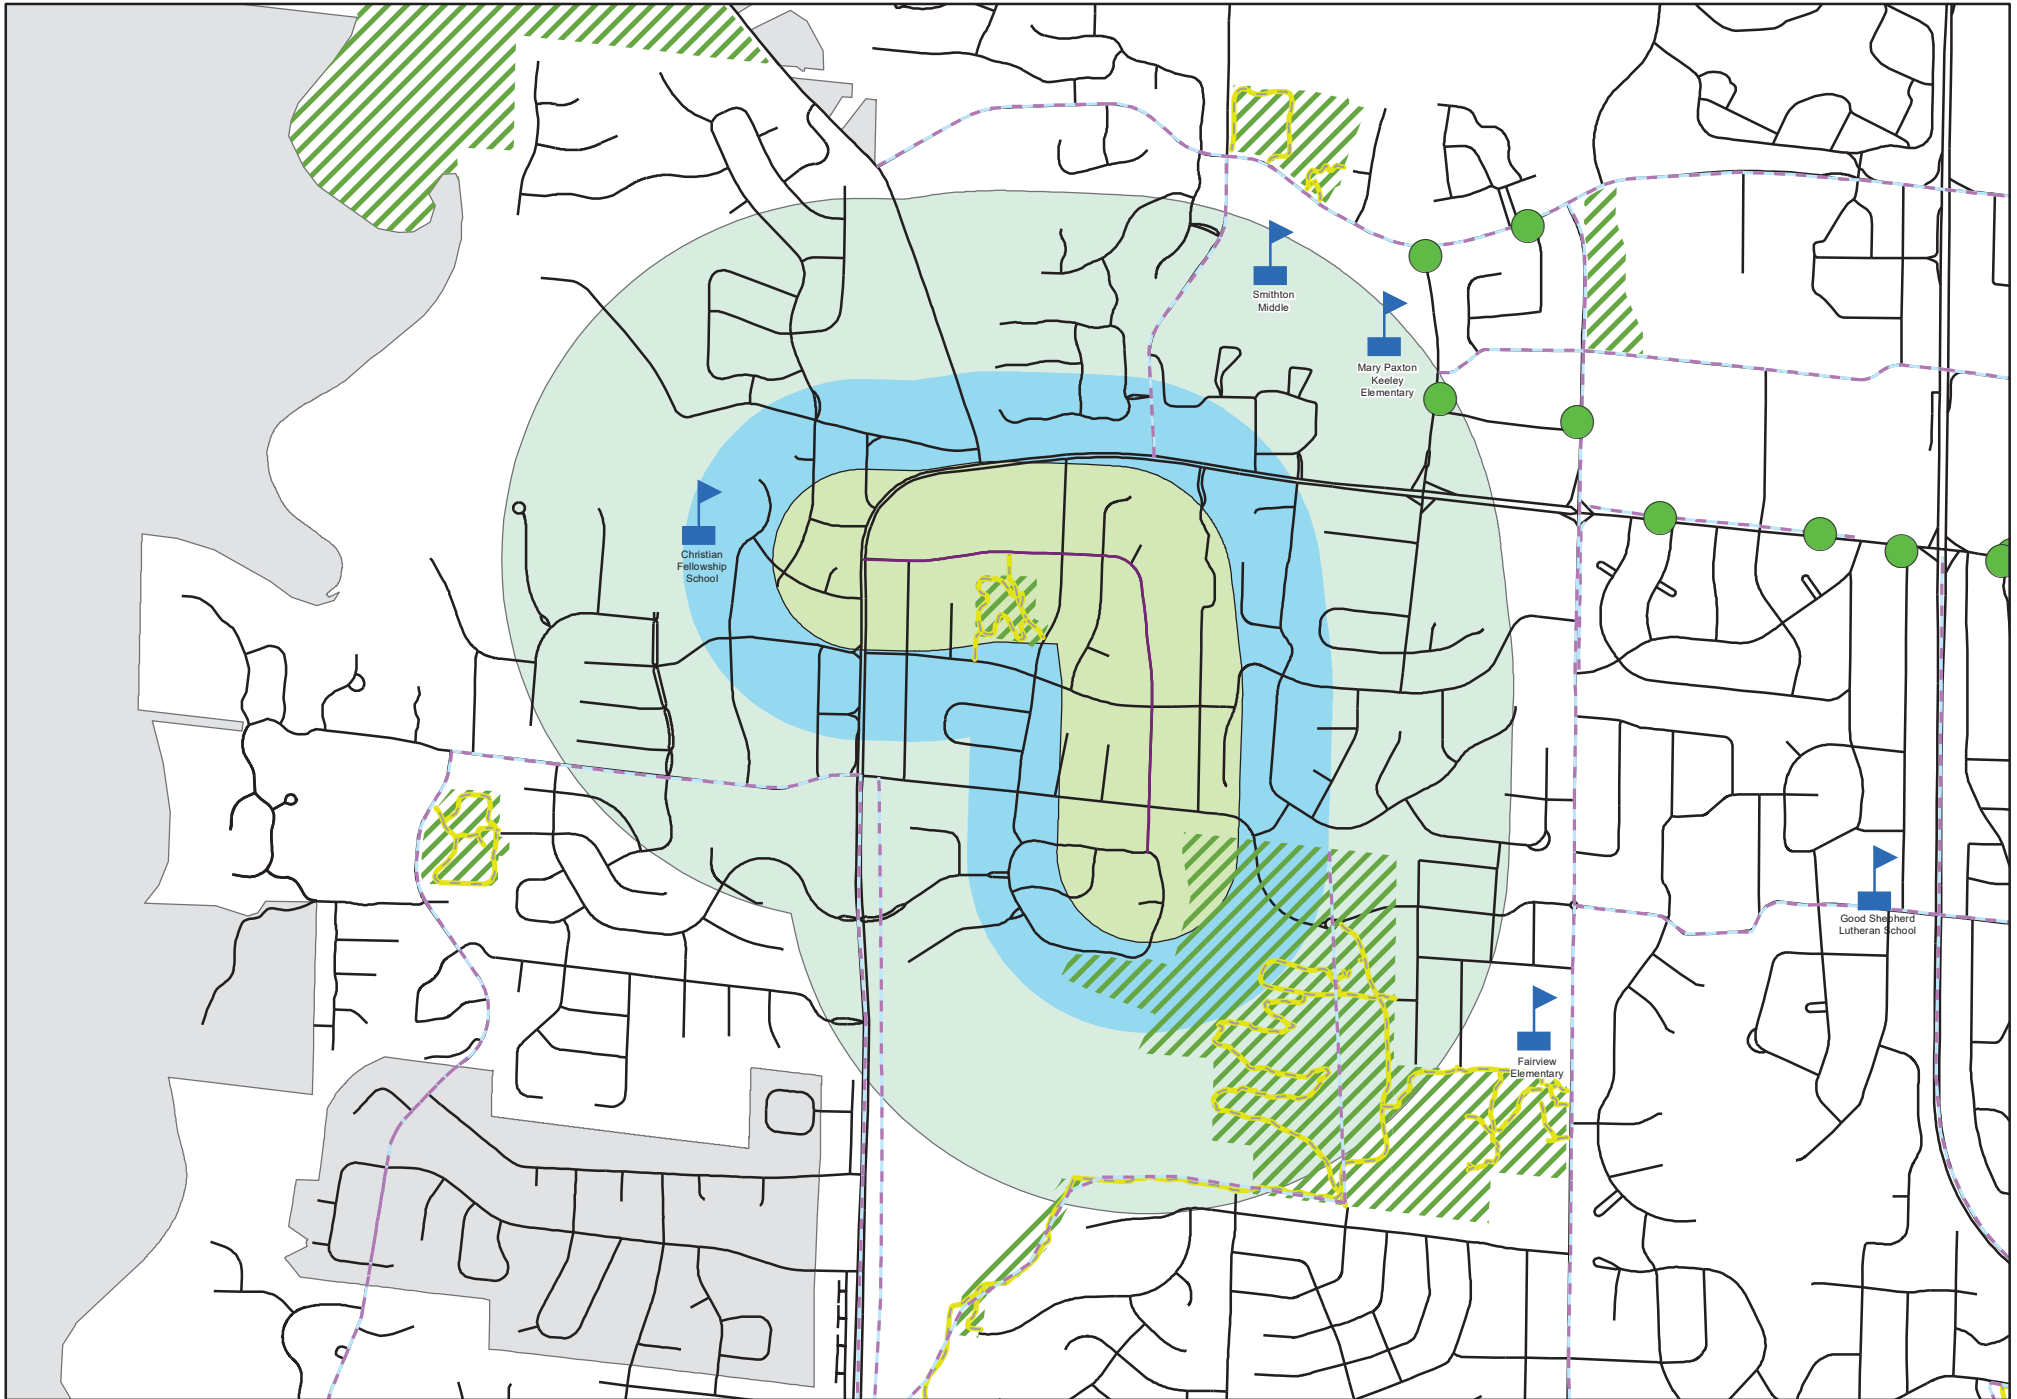 Smithton
Middle
Mary Paxton
Keeley
Elementary
Christian
Fellowship
School
Good Shepherd
Lutheran School
Fairview
Elementary